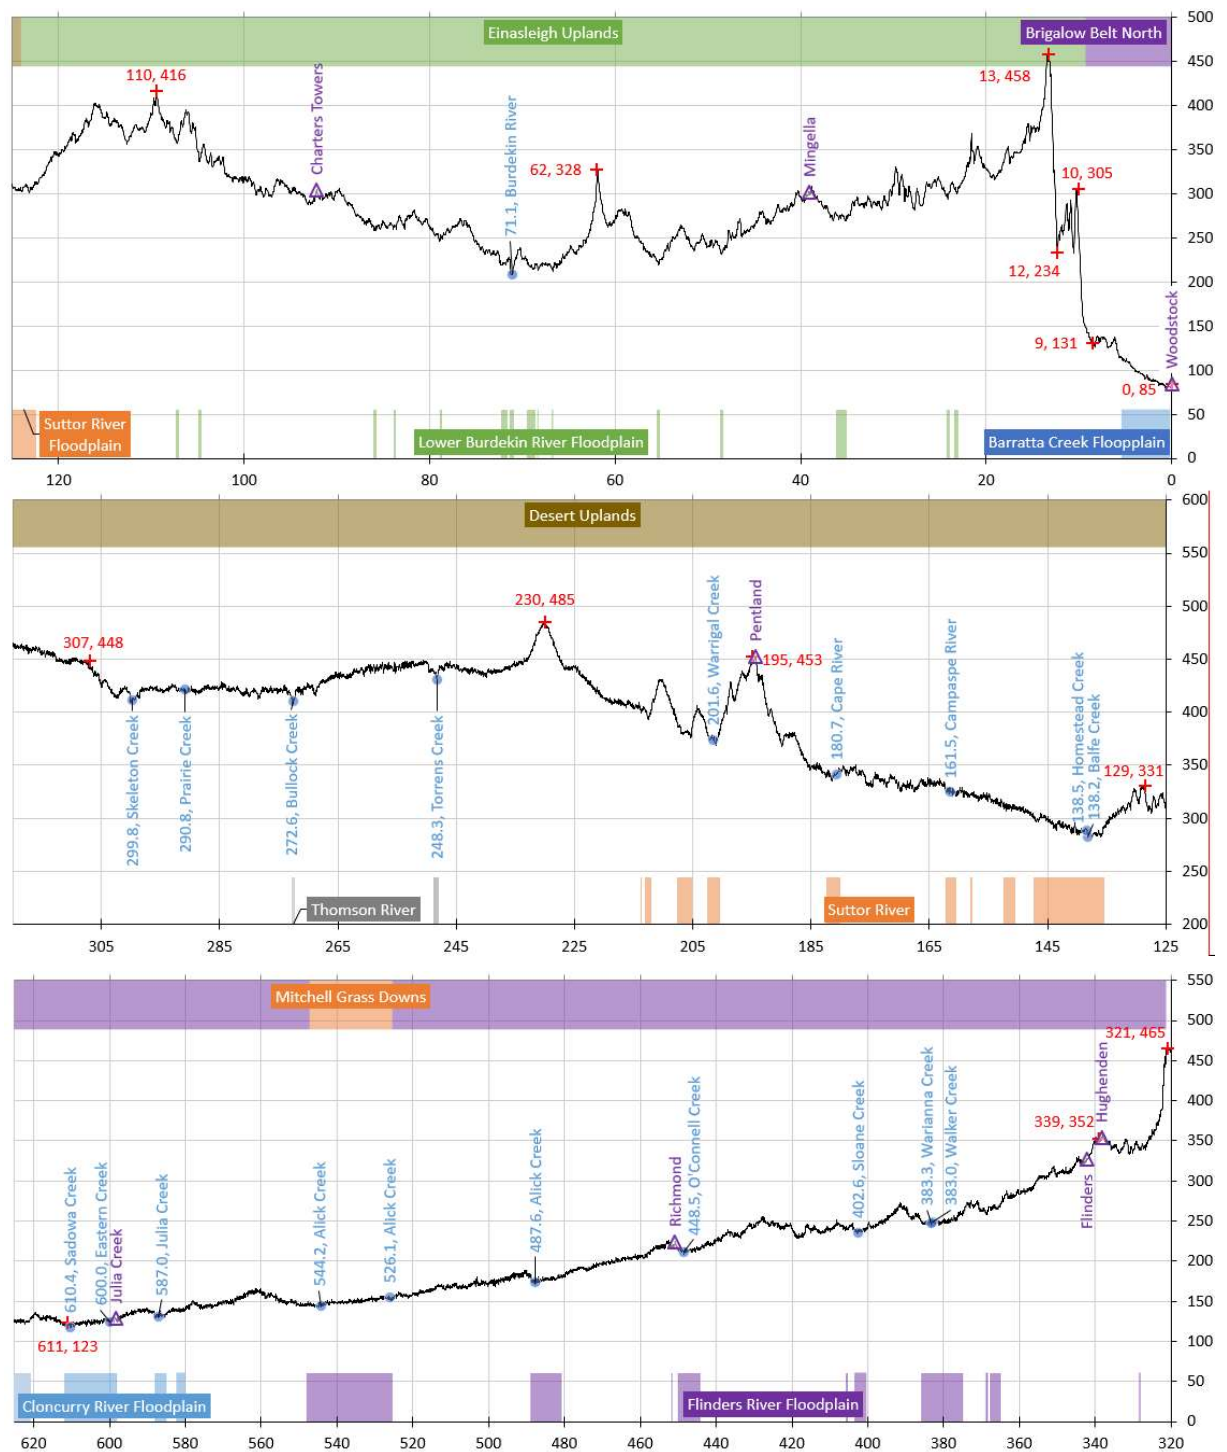 500
Einasleigh Uplands
Brigalow Belt North
450
110, 416
13, 458
400
Charters Towers
71.1, Burdekin River
Mingella
350
62, 328
10, 305
300
250
12, 234
200
Woodstock
150
9, 131
100
0, 85
Suttor River
Floodplain
50
Lower Burdekin River Floodplain
Barratta Creek Floopplain
0
120
100
80
60
40
20
0
600
Desert Uplands
550
230, 485
500
201.6, Warrigal Creek
Pentland
307, 448
195, 453
450
180.7, Cape River
161.5, Campaspe River
400
138.5, Homestead Creek
138.2, Balfe Creek
129, 331
350
299.8, Skeleton Creek
290.8, Prairie Creek
272.6, Bullock Creek
248.3, Torrens Creek
300
250
Thomson River
Suttor River
200
305
285
265
245
225
205
185
165
145
125
550
Mitchell Grass Downs
500
321, 465
450
Hughenden
400
339, 352
350
610.4, Sadowa Creek
600.0, Eastern Creek
Julia Creek
587.0, Julia Creek
544.2, Alick Creek
526.1, Alick Creek
487.6, Alick Creek
Richmond
448.5, O'Connell Creek
402.6, Sloane Creek
383.3, Warianna Creek
383.0, Walker Creek
Flinders
300
250
200
150
611, 123
100
50
Cloncurry River Floodplain
Flinders River Floodplain
0
620
600
580
560
540
520
500
480
460
440
420
400
380
360
340
320